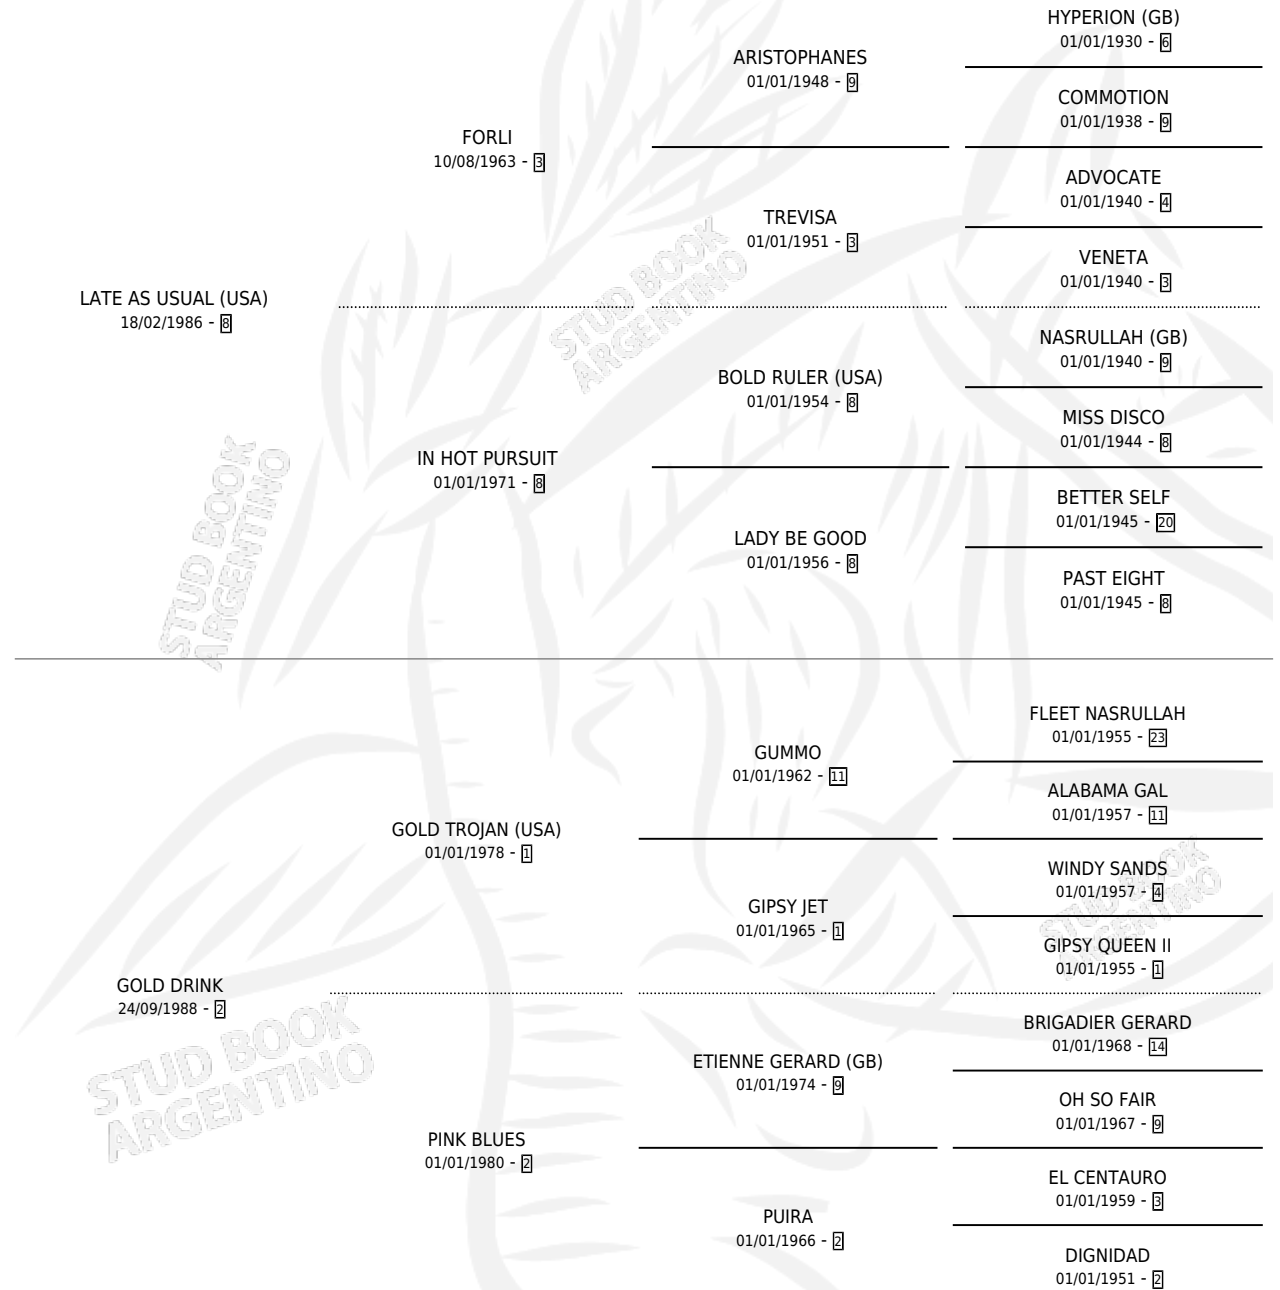 HYPERION (GB)
01/01/1930 - 6
ARISTOPHANES
01/01/1948 - 9
COMMOTION
01/01/1938 - 9
FORLI
10/08/1963 - 3
ADVOCATE
01/01/1940 - 4
TREVISA
01/01/1951 - 3
VENETA
01/01/1940 - 3
LATE AS USUAL (USA)
18/02/1986 - 8
NASRULLAH (GB)
01/01/1940 - 9
BOLD RULER (USA)
01/01/1954 - 8
MISS DISCO
01/01/1944 - 8
IN HOT PURSUIT
01/01/1971 - 8
BETTER SELF
01/01/1945 - 20
LADY BE GOOD
01/01/1956 - 8
PAST EIGHT
01/01/1945 - 8
FLEET NASRULLAH
01/01/1955 - 23
GUMMO
01/01/1962 - 11
ALABAMA GAL
01/01/1957 - 11
GOLD TROJAN (USA)
01/01/1978 - 1
WINDY SANDS
01/01/1957 - 4
GIPSY JET
01/01/1965 - 1
GIPSY QUEEN II
01/01/1955 - 1
GOLD DRINK
24/09/1988 - 2
BRIGADIER GERARD
01/01/1968 - 14
ETIENNE GERARD (GB)
01/01/1974 - 9
OH SO FAIR
01/01/1967 - 9
PINK BLUES
01/01/1980 - 2
EL CENTAURO
01/01/1959 - 3
PUIRA
01/01/1966 - 2
DIGNIDAD
01/01/1951 - 2
STUD BOOK
ARGENTINO
STUD BOOK
ARGENTINO
STUD BOOK
ARGENTINO
STUD BOOK
ARGENTINO